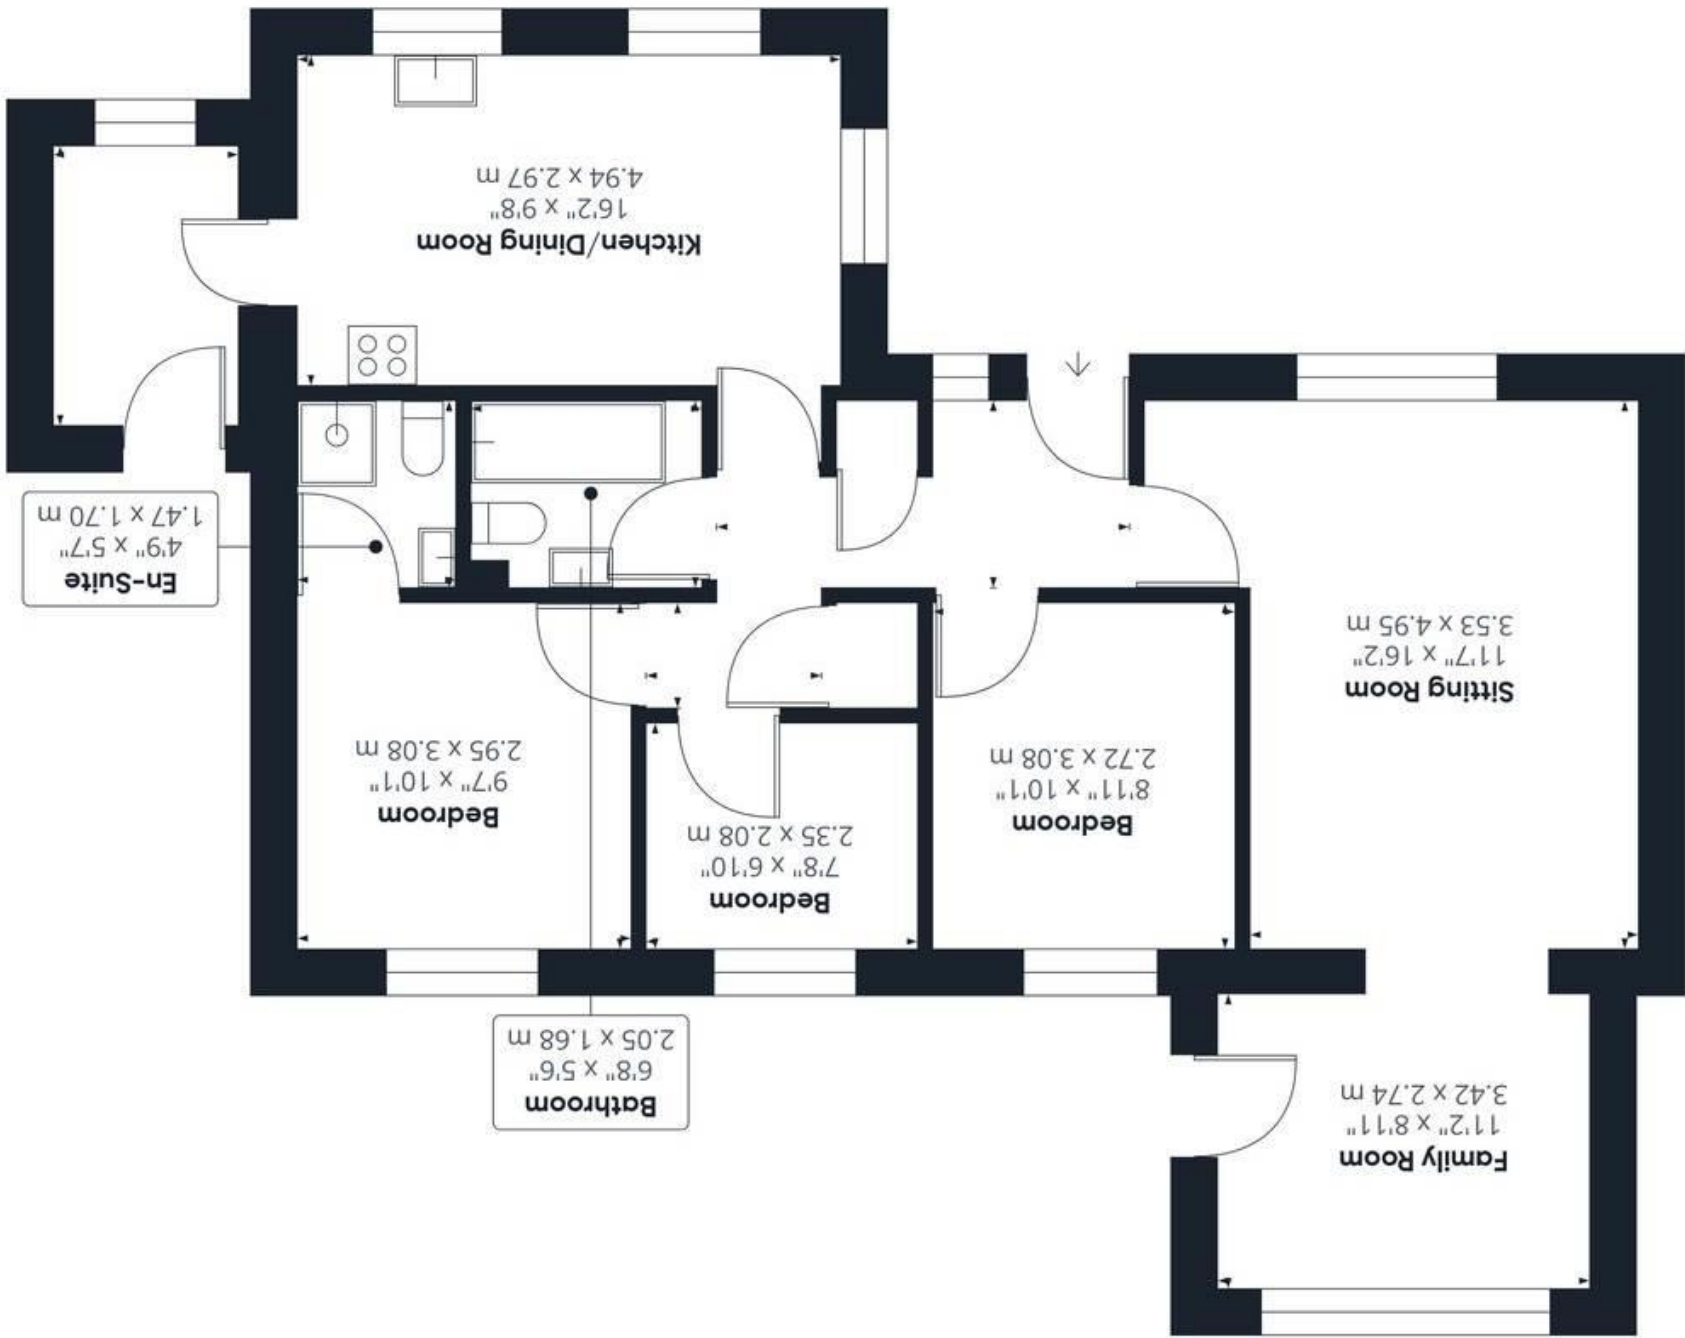 Family Room
11'2" x 8'11"
3.42 x 2.74 m
Bathroom
6'8" x 5'6"
2.05 x 1.68 m
Bedroom
7'8" x 6'10"
2.35 x 2.08 m
Bedroom
8'11" x 10'1"
2.72 x 3.08 m
Bedroom
9'7" x 10'1"
2.95 x 3.08 m
Sitting Room
11'7" x 16'2"
3.53 x 4.95 m
En-Suite
4'9" x 5'7"
1.47 x 1.70 m
Kitchen/Dining Room
16'2" x 9'8"
4.94 x 2.97 m